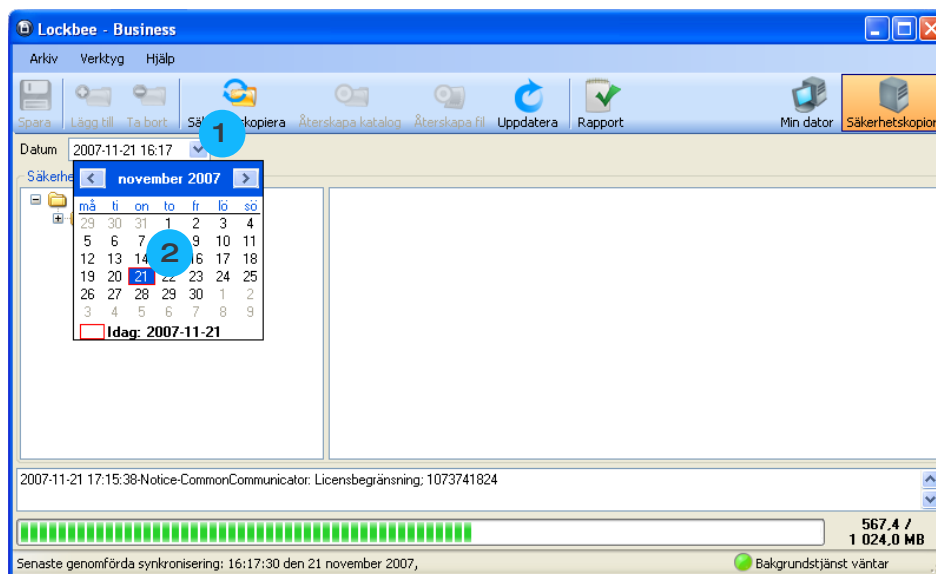 Lockbee - Business
Arkiv Verktyg Hjälp
Spara Lägg till Ta bort kopiera Återskapa katalog Återskapa fil Uppdatera Rapport Min dator Säkerhetskopior
1
Datum 2007-11-21 16:17
november 2007
må ti on to fr lö sö
29 30 31 1 2 3 4
5 6 7 9 10 11
12 13 14 16 17 18
2
19 20 21 22 23 24 25
26 27 28 29 30 1 2
3 4 5 6 7 8 9
Idag: 2007-11-21
2007-11-21 17:15:38-Notice-CommonCommunicator: Licensbegränsning; 1073741824
567,4 /
1 024,0 MB
Senaste genomförda synkronisering: 16:17:30 den 21 november 2007,
Bakgrundstjänst väntar